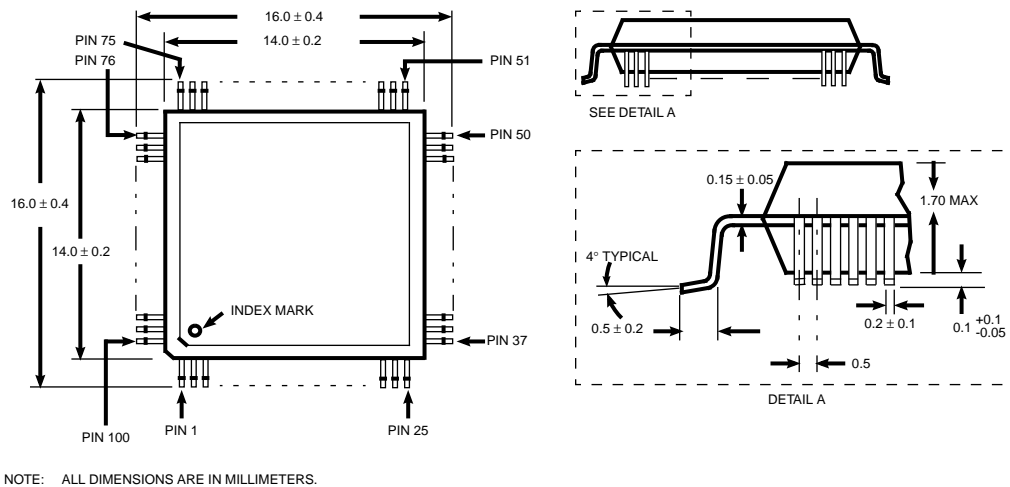 16.0 ± 0.4
14.0 ± 0.2
PIN 75
PIN 76
PIN 51
PIN 50
16.0 ± 0.4
14.0 ± 0.2
INDEX MARK
PIN 37
PIN 1
PIN 25
PIN 100
SEE DETAIL A
0.15 ± 0.05
1.70 MAX
4° TYPICAL
0.5 ± 0.2
0.2 ± 0.1
0.1 +0.1 -0.05
0.5
DETAIL A
NOTE: ALL DIMENSIONS ARE IN MILLIMETERS.